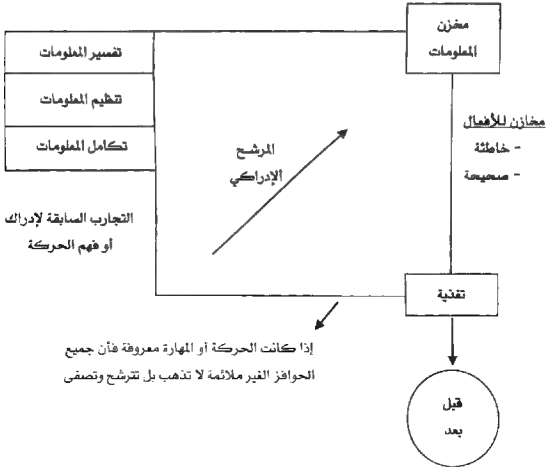 مخزن
المعلومات
تفسير المعلومات
تنظيم المعلومات
تكامل المعلومات
مخازن للأفعال
- خاطئة
- صحيحة
المرشح
الإدراكي
التجارب السابقة لإدراك
أو فهم الحركة
تغذية
إذا كانت الحركة أو المهارة معروفة فأن جميع
الحوافز الغير ملائمة لا تذهب بل تترشح وتصفى
قبل
بعد